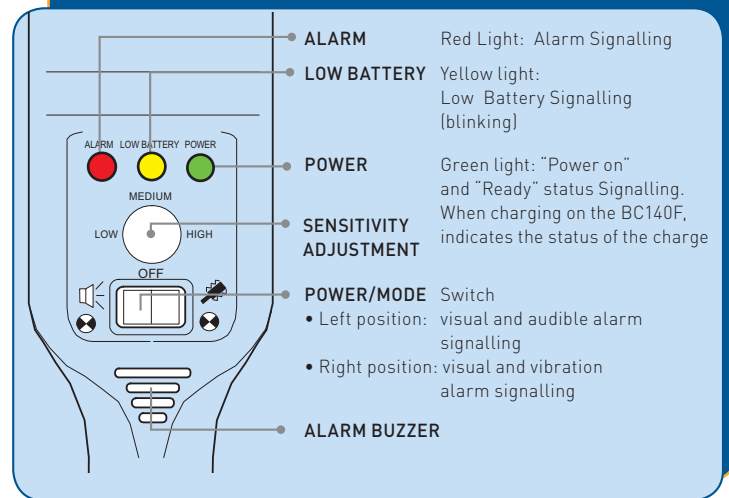 ALARM Red Light: Alarm Signalling
LOW BATTERY Yellow light:
Low Battery Signalling
(blinking)
ALARM LOW BATTERY POWER
POWER Green light: “Power on”
and “Ready” status Signalling.
When charging on the BC140F,
indicates the status of the charge
MEDIUM
LOW HIGH
SENSITIVITY
ADJUSTMENT
OFF
POWER/MODE Switch
• Left position: visual and audible alarm
signalling
• Right position: visual and vibration
alarm signalling
ALARM BUZZER